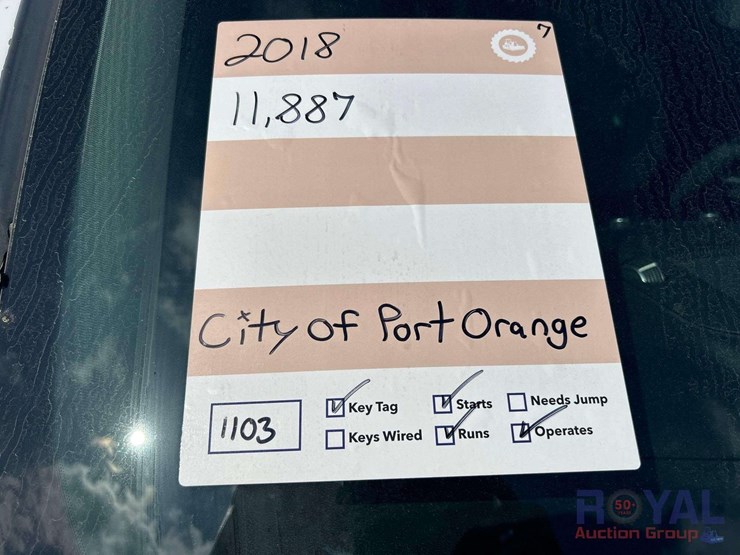 2018
7
11,887
City of Port Orange
1103
Key Tag
Starts
Needs Jump
Keys Wired
Runs
Operates
ROYAL
50
Auction Group